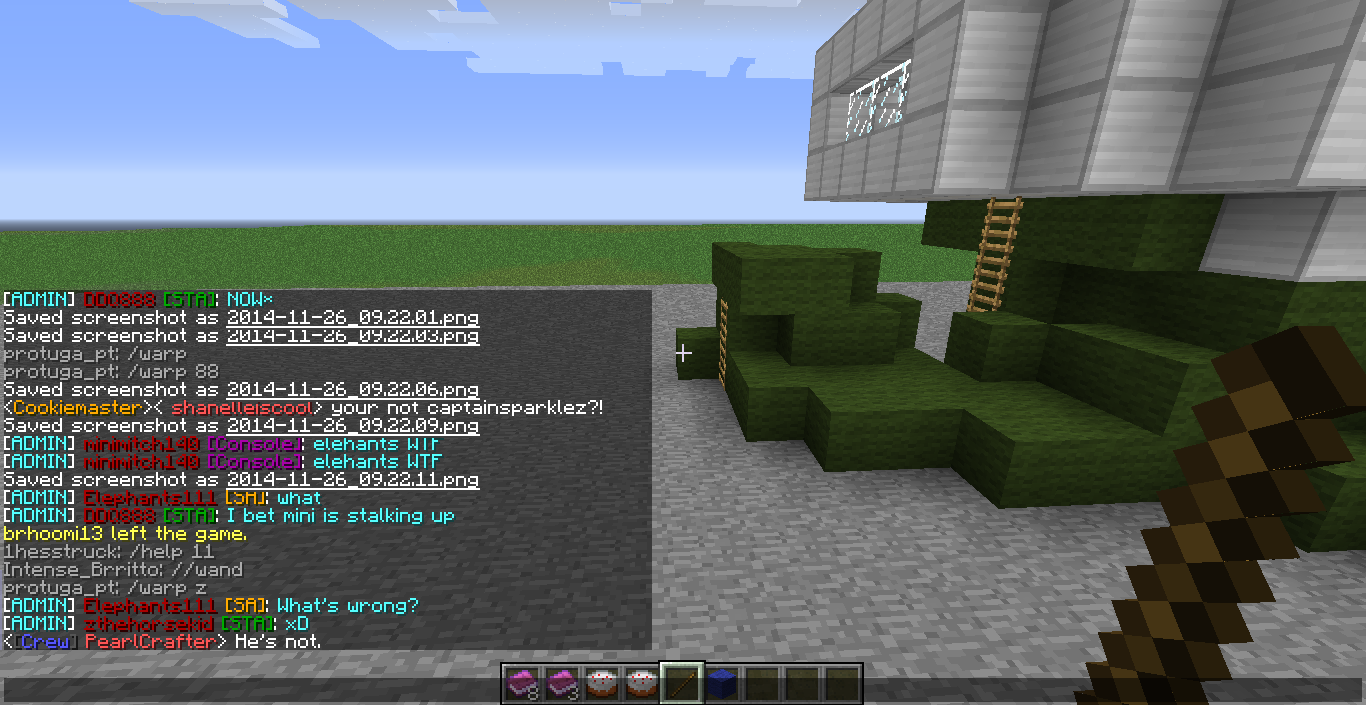 [ADMIN] DDO888 [STA]: NOW×
Saved screenshot as 2014-11-26_09.22.01.png
Saved screenshot as 2014-11-26_09.22.03.png
protuga_pt: /warp
protuga_pt: /warp 88
Saved screenshot as 2014-11-26_09.22.06.png
<Cookiemaster>< shanelleiscool> your not captainsparklez?!
Saved screenshot as 2014-11-26_09.22.09.png
[ADMIN] minimitch140 [Console]: elehants WTF
[ADMIN] minimitch140 [Console]: elehants WTF
Saved screenshot as 2014-11-26_09.22.11.png
[ADMIN] Elephants111 [SA]: what
[ADMIN] DDO888 [STA]: I bet mini is stalking up
brhoomi13 left the game.
1hesstruck: /help 11
Intense_Brritto: //wand
protuga_pt: /warp z
[ADMIN] Elephants111 [SA]: What's wrong?
[ADMIN] zthehorsekid [STA]: xD
<[Crew] PearlCrafter> He's not.
8 3